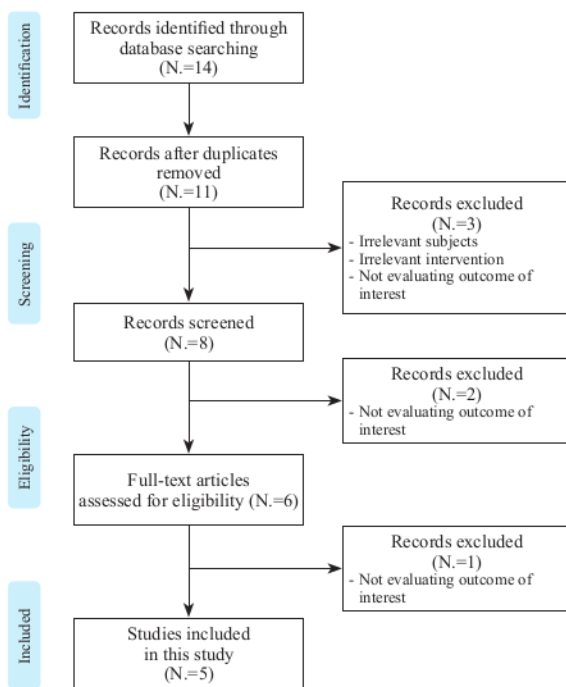 Identification
Records identified through
database searching
(N.=14)
Records after duplicates
removed
(N.=11)
Records excluded
(N.=3)
- Irrelevant subjects
- Irrelevant intervention
- Not evaluating outcome of
interest
Screening
Records screened
(N.=8)
Records excluded
(N.=2)
- Not evaluating outcome of
interest
Eligibility
Full-text articles
assessed for eligibility (N.=6)
Records excluded
(N.=1)
- Not evaluating outcome of
interest
Included
Studies included
in this study
(N.=5)